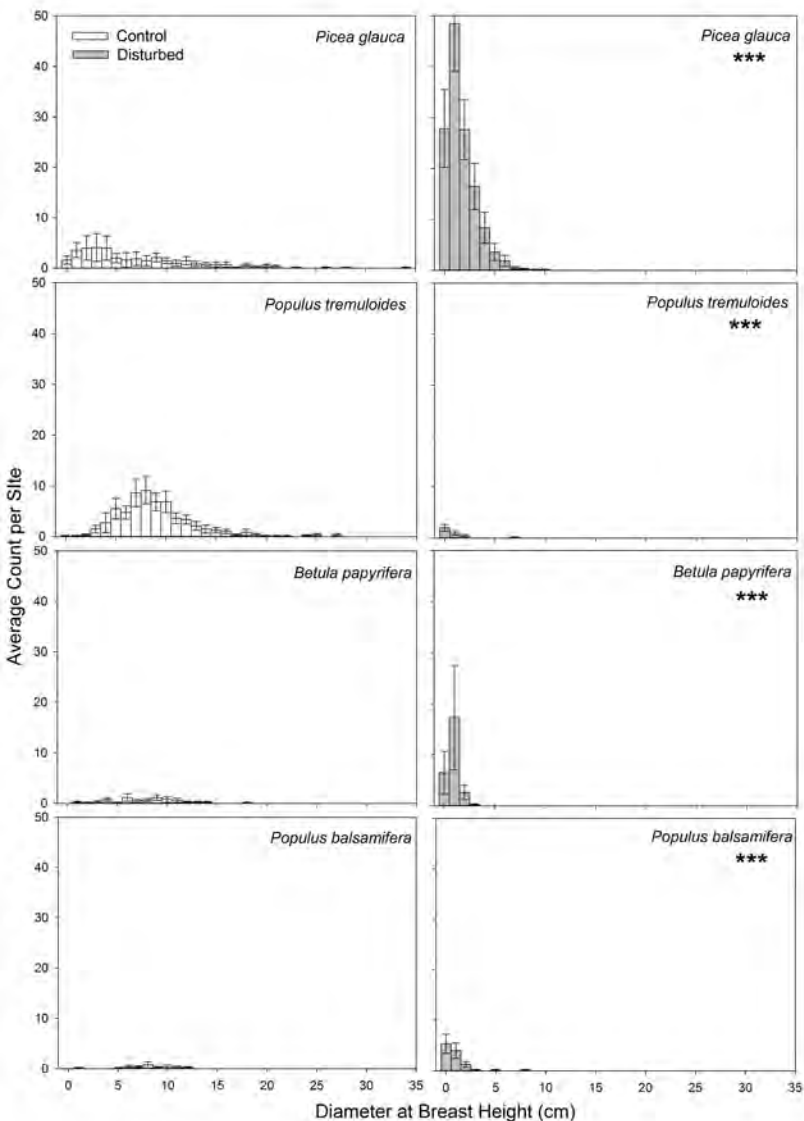 50
40
30
20
10
0
Control
Disturbed
Picea glauca
Picea glauca
***
50
40
30
20
10
0
Populus tremuloides
Populus tremuloides
***
50
40
30
20
10
0
Betula papyrifera
Betula papyrifera
***
50
40
30
20
10
0
Populus balsamifera
Populus balsamifera
***
0 5 10 15 20 25 30 35
0 5 10 15 20 25 30 35
Average Count per SIte
Diameter at Breast Height (cm)